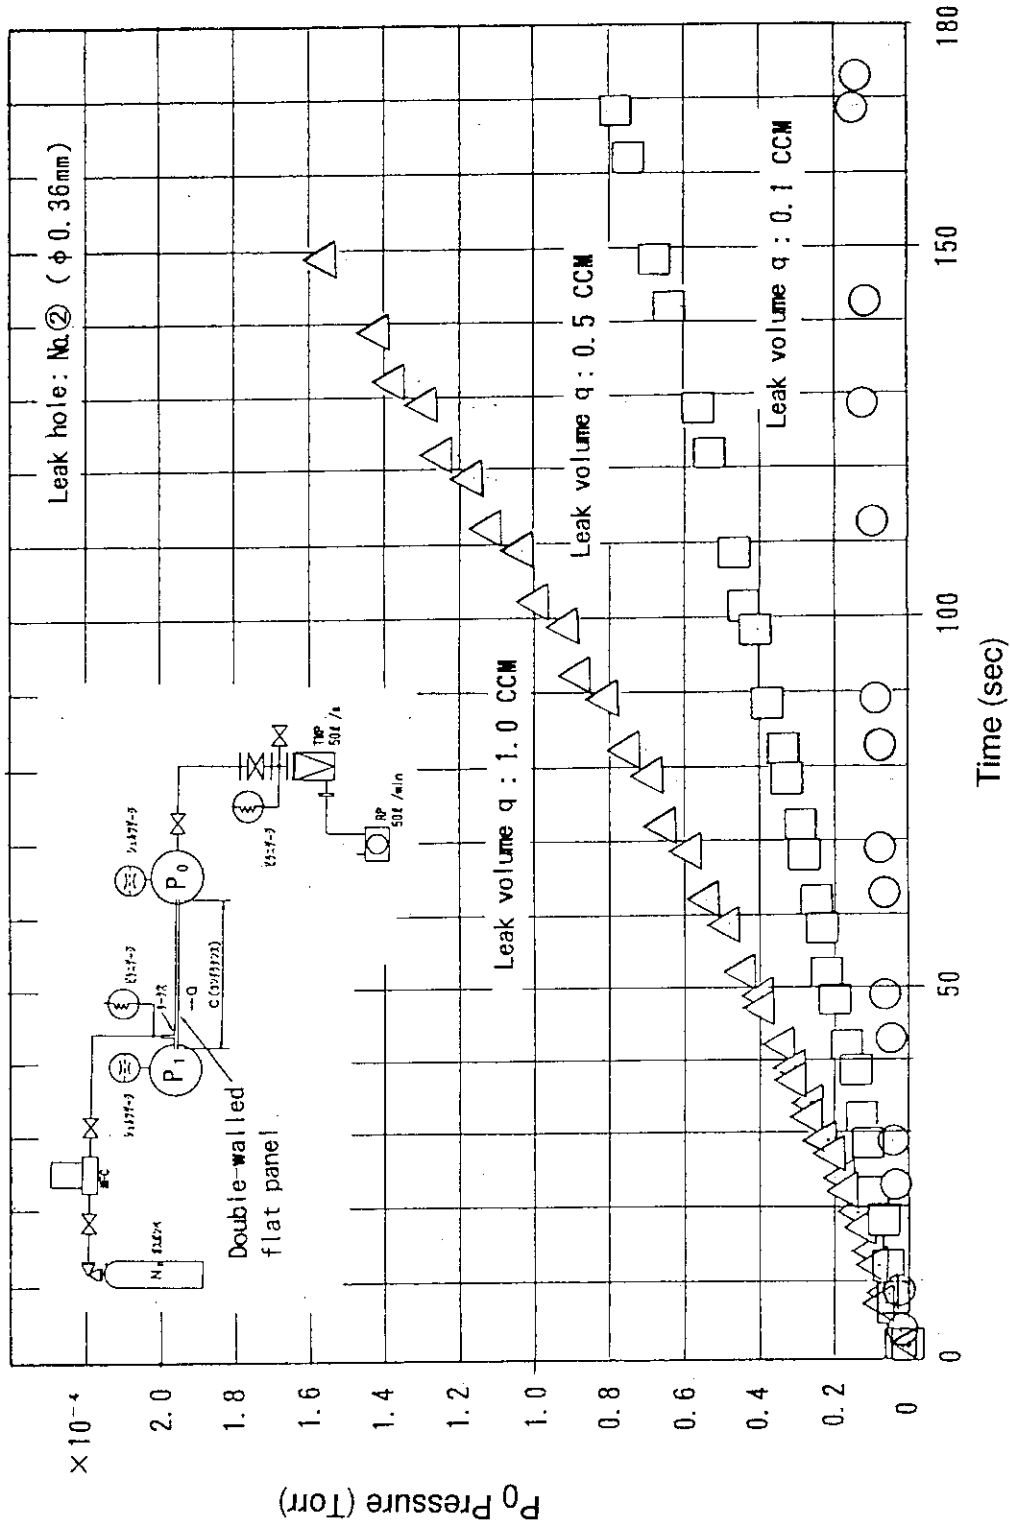 Leak hole: No.② (φ0.36mm)
×10⁻⁴
2.0
1.8
1.6
1.4
1.2
1.0
0.8
0.6
0.4
0.2
0
P₀ Pressure (Torr)
0
50
100
150
180
Time (sec)
Leak volume q : 1.0 CCM
Leak volume q : 0.5 CCM
Leak volume q : 0.1 CCM
MFC
P₁
P₀
Double-walled
flat panel
TMP
50ℓ/s
RP
50ℓ/min